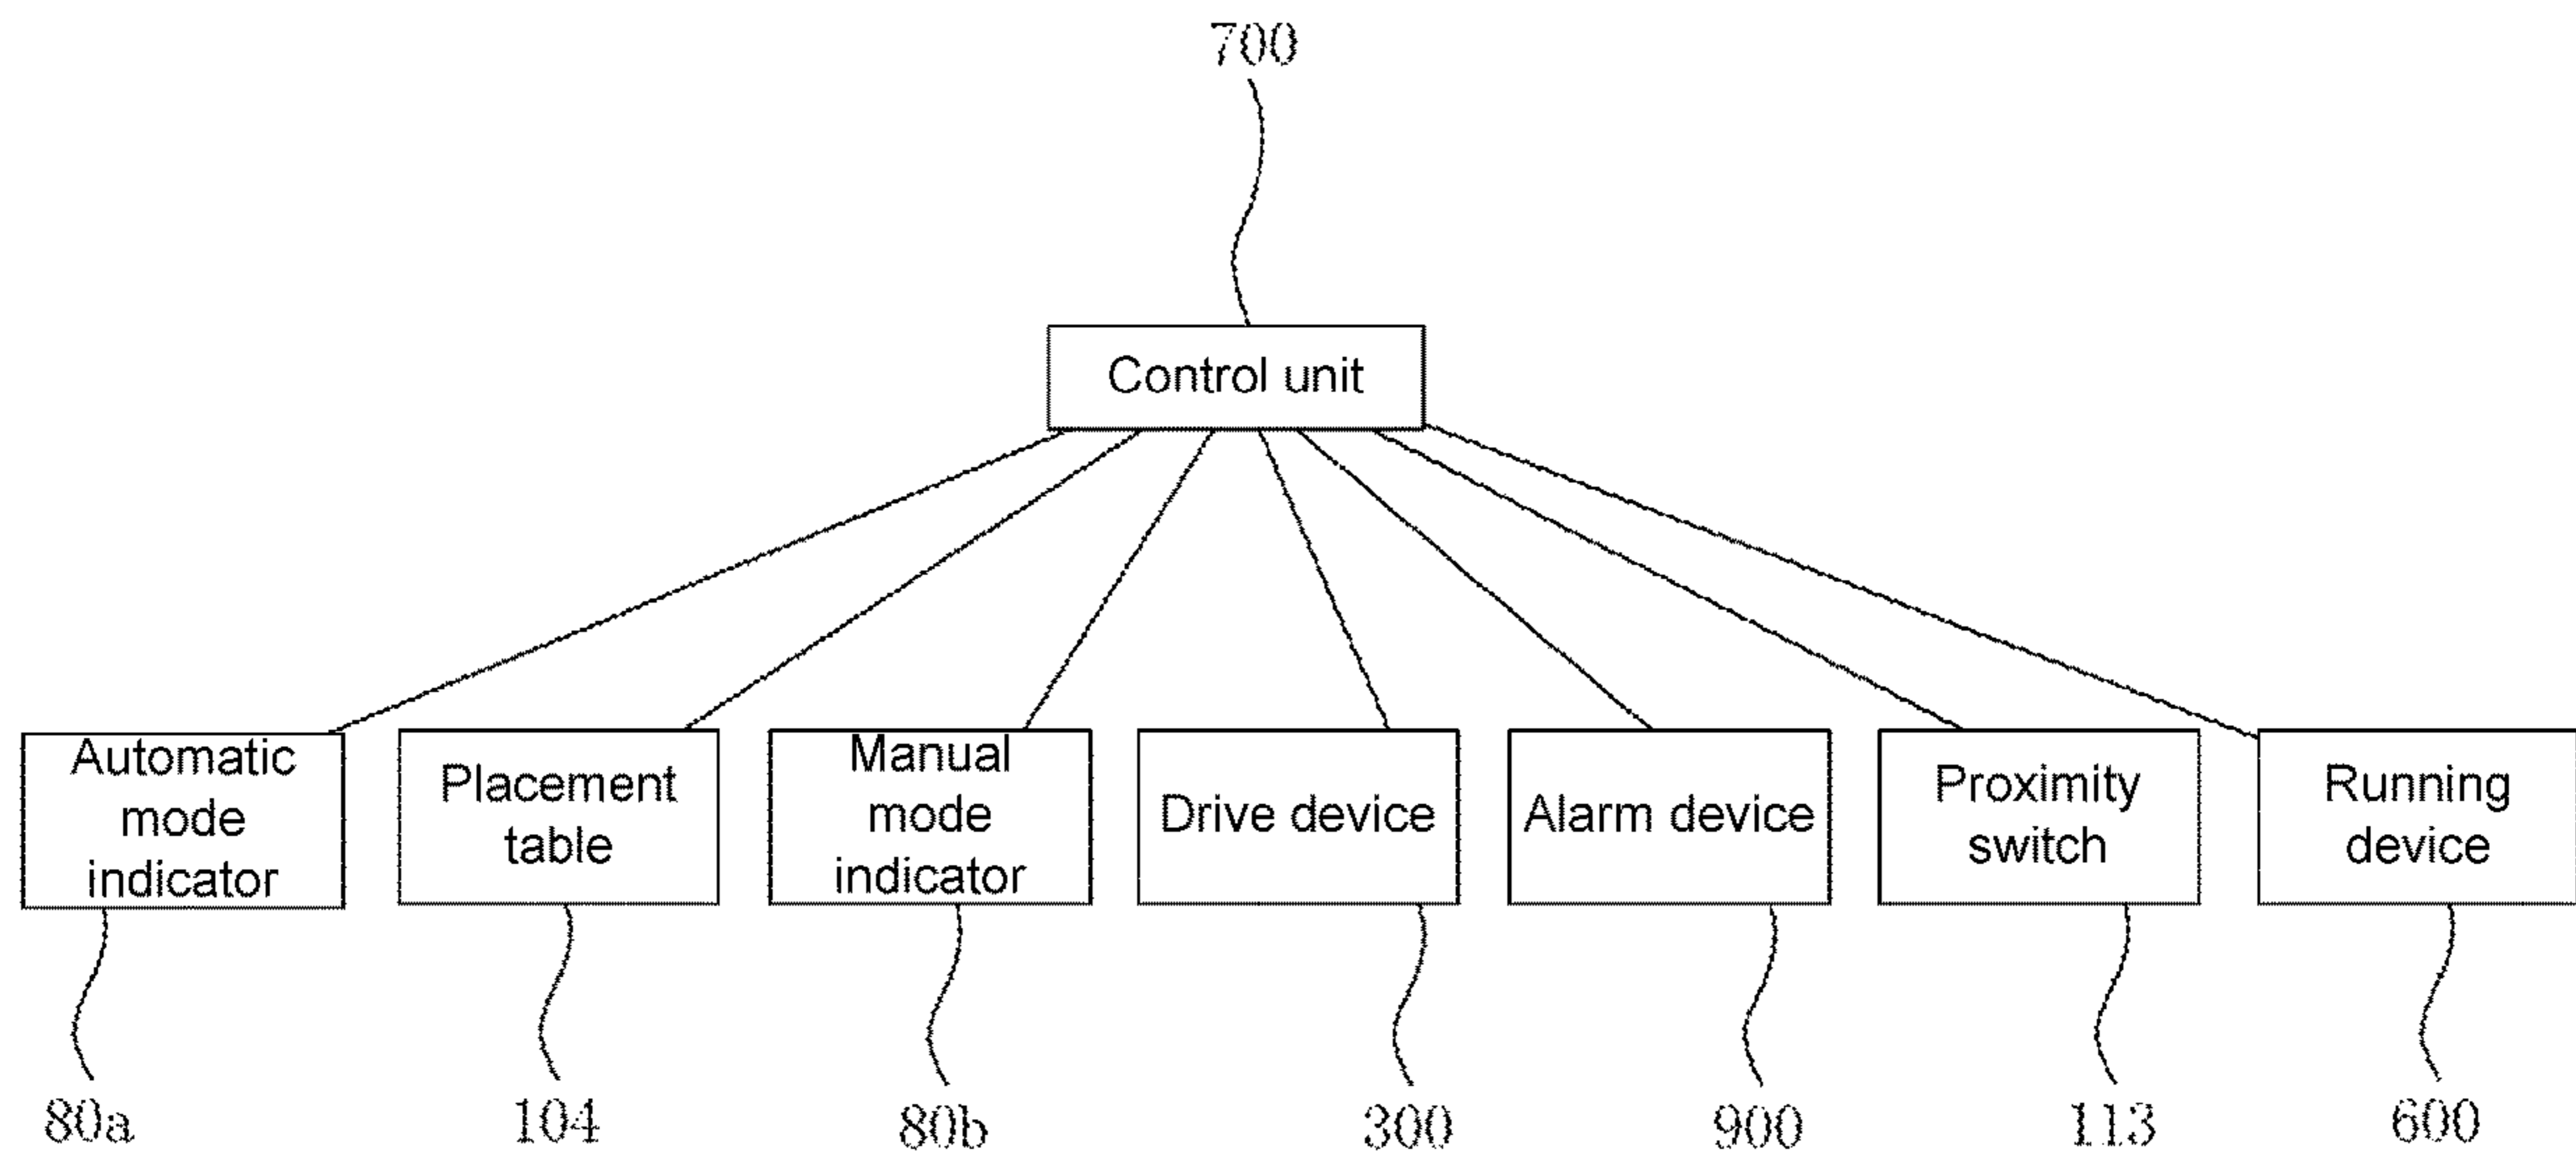 700
Control unit
Automatic
mode
indicator
Placement
table
Manual
mode
indicator
Drive device
Alarm device
Proximity
switch
Running
device
80a
104
80b
300
900
113
600